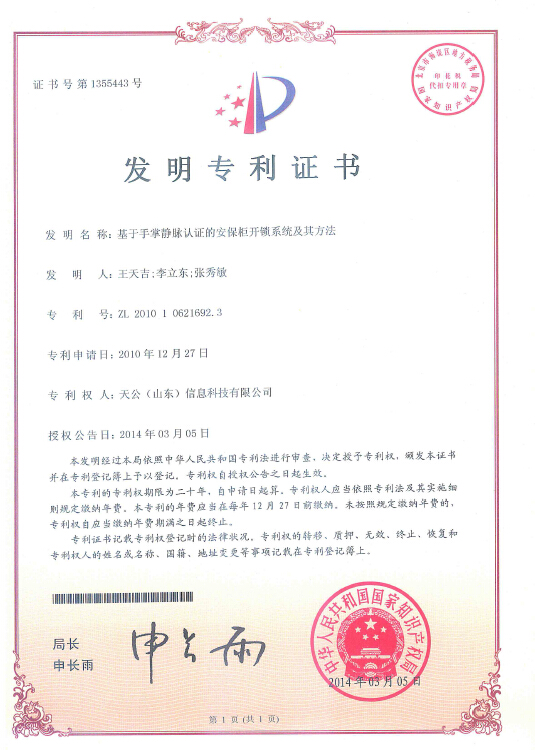 证书号第1355443号
北京市海淀区地方税务局
印花税
代扣专用章
国家知识产权局
发明专利证书
发 明 名 称：基于手掌静脉认证的安保柜开锁系统及其方法
发 明 人：王天吉;李立东;张秀敏
专 利 号：ZL 2010 1 0621692.3
专利申请日：2010年12月27日
专 利 权 人：天公（山东）信息科技有限公司
授权公告日：2014年03月05日
本发明经过本局依照中华人民共和国专利法进行审查，决定授予专利权，颁发本证书
并在专利登记簿上予以登记。专利权自授权公告之日起生效。
本专利的专利权期限为二十年，自申请日起算。专利权人应当依照专利法及其实施细
则规定缴纳年费。本专利的年费应当在每年12月27日前缴纳。未按照规定缴纳年费的，
专利权自应当缴纳年费期满之日起终止。
专利证书记载专利权登记时的法律状况。专利权的转移、质押、无效、终止、恢复和
专利权人的姓名或名称、国籍、地址变更等事项记载在专利登记簿上。
局长
申长雨
申长雨
中华人民共和国国家知识产权局
2014年03月05日
第1页(共1页)